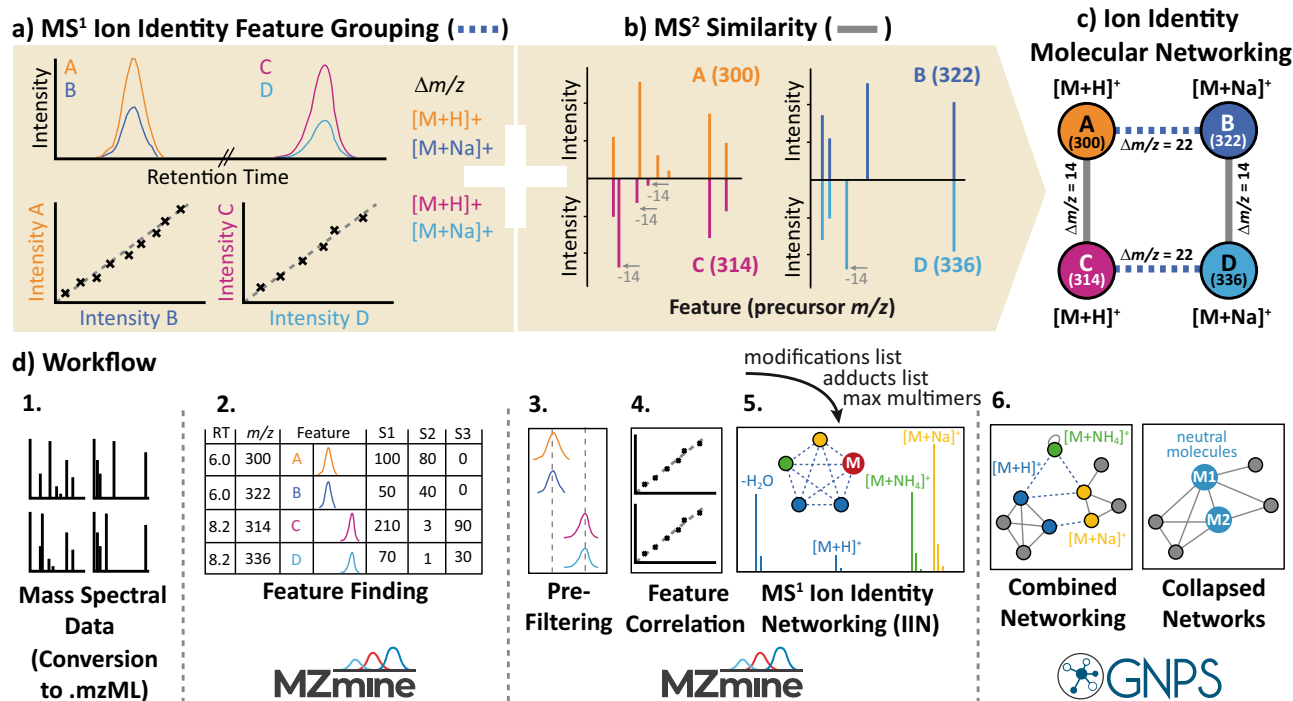 a) MS¹ Ion Identity Feature Grouping ( )
Intensity
A
B
C
D
Retention Time
Δm/z
[M+H]+
[M+Na]+
[M+H]+
[M+Na]+
Intensity A
Intensity B
Intensity C
Intensity D
b) MS² Similarity ( )
Intensity
Intensity
A (300)
-14
-14
-14
C (314)
Intensity
Intensity
B (322)
-14
D (336)
Feature (precursor m/z)
c) Ion Identity
Molecular Networking
[M+H]⁺
[M+Na]⁺
A
(300)
B
(322)
Δm/z = 22
Δm/z = 14
Δm/z = 14
C
(314)
D
(336)
Δm/z = 22
[M+H]⁺
[M+Na]⁺
d) Workflow
1.
Mass Spectral
Data
(Conversion
to .mzML)
2.
RT m/z Feature S1 S2 S3
6.0 300 A 100 80 0
6.0 322 B 50 40 0
8.2 314 C 210 3 90
8.2 336 D 70 1 30
Feature Finding
MZmine
3.
Pre-
Filtering
4.
Feature
Correlation
5.
modifications list
adducts list
max multimers
M
-H₂O
[M+H]⁺
[M+NH₄]⁺
[M+Na]⁺
MS¹ Ion Identity
Networking (IIN)
MZmine
6.
[M+NH₄]⁺
[M+H]⁺
[M+Na]⁺
Combined
Networking
neutral
molecules
M1
M2
Collapsed
Networks
GNPS